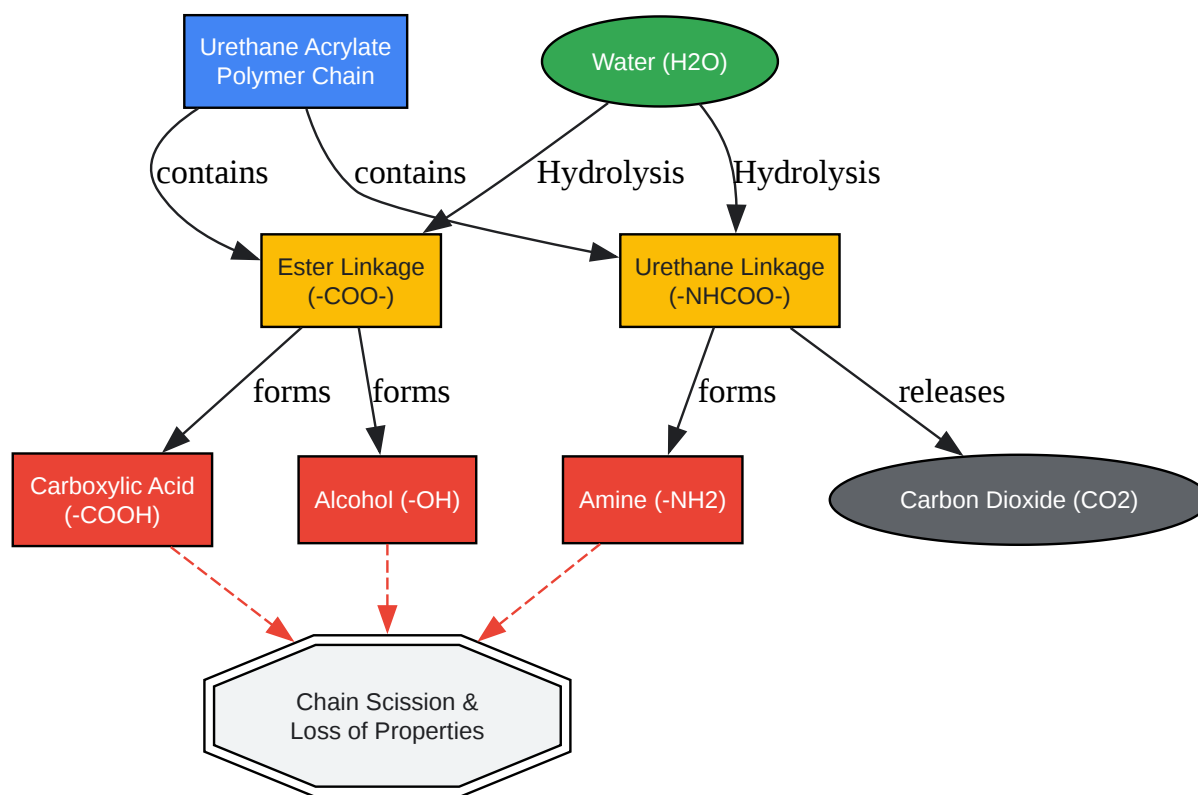 Urethane Acrylate
Polymer Chain
Water (H2O)
contains
contains
Hydrolysis
Hydrolysis
Ester Linkage
(-COO-)
Urethane Linkage
(-NHCOO-)
forms
forms
forms
releases
Carboxylic Acid
(-COOH)
Alcohol (-OH)
Amine (-NH2)
Carbon Dioxide (CO2)
Chain Scission &
Loss of Properties